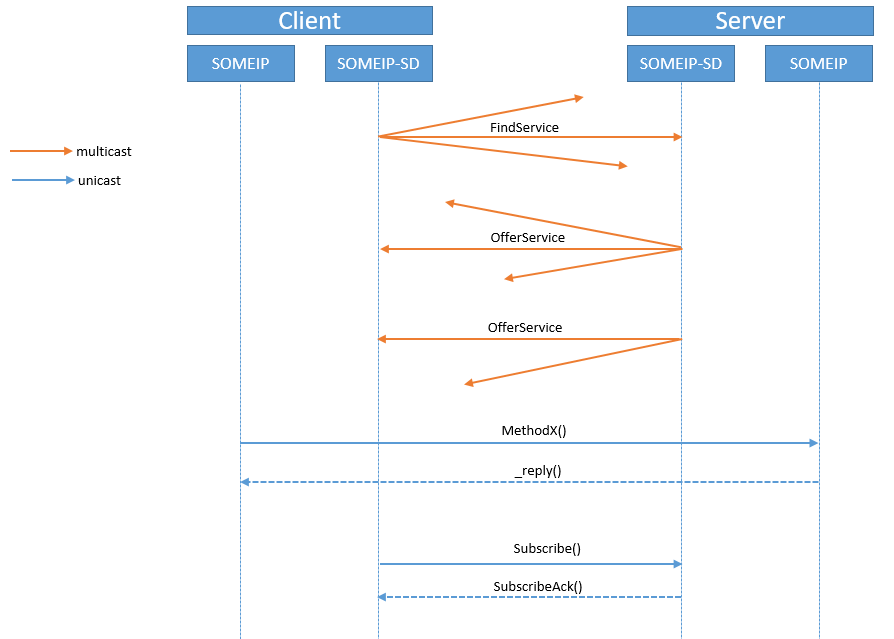 Client
Server
SOMEIP
SOMEIP-SD
SOMEIP-SD
SOMEIP
FindService
multicast
unicast
OfferService
OfferService
MethodX()
_reply()
Subscribe()
SubscribeAck()